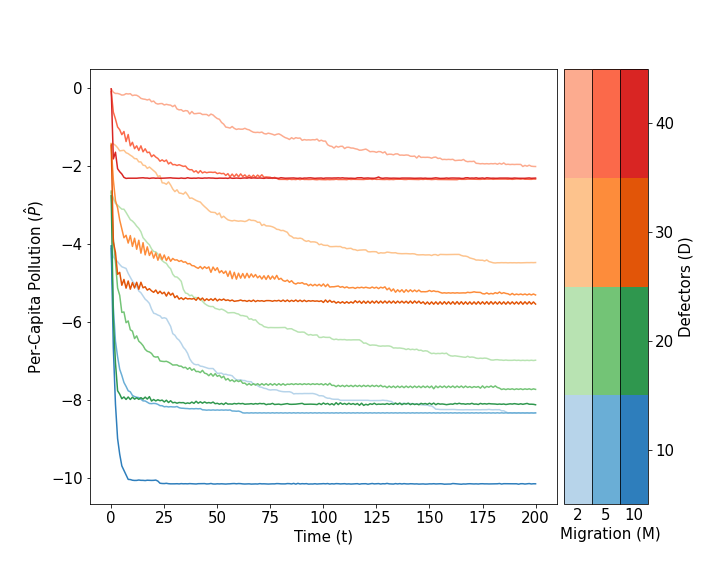 0
−2
−4
−6
−8
−10
Per-Capita Pollution (P̂)
0 25 50 75 100 125 150 175 200
Time (t)
2 5 10
Migration (M)
40
30
20
10
Defectors (D)